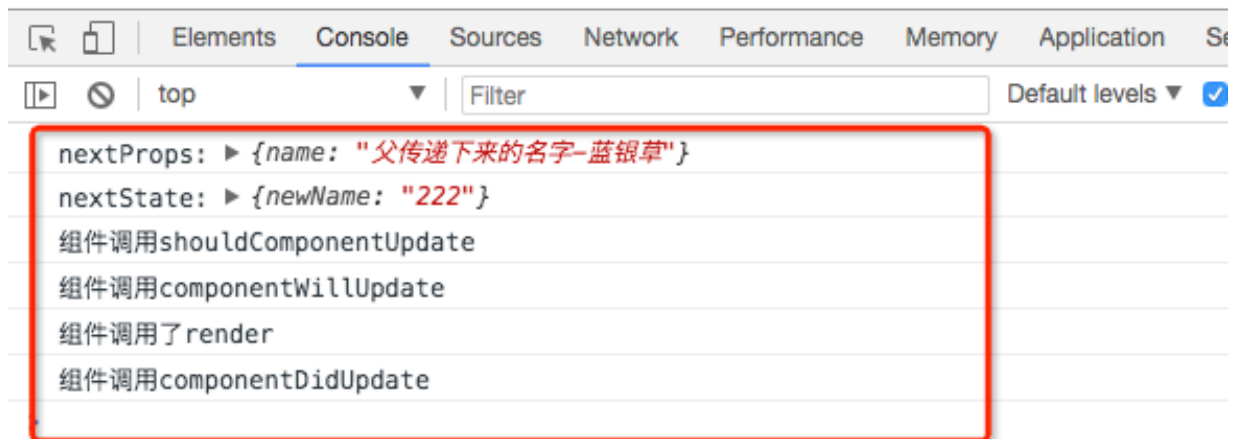 Elements Console Sources Network Performance Memory Application Se
top ▼ Filter Default levels ▼
nextProps: ▶ {name: "父传递下来的名字—蓝银草"}
nextState: ▶ {newName: "222"}
组件调用shouldComponentUpdate
组件调用componentWillUpdate
组件调用了render
组件调用componentDidUpdate